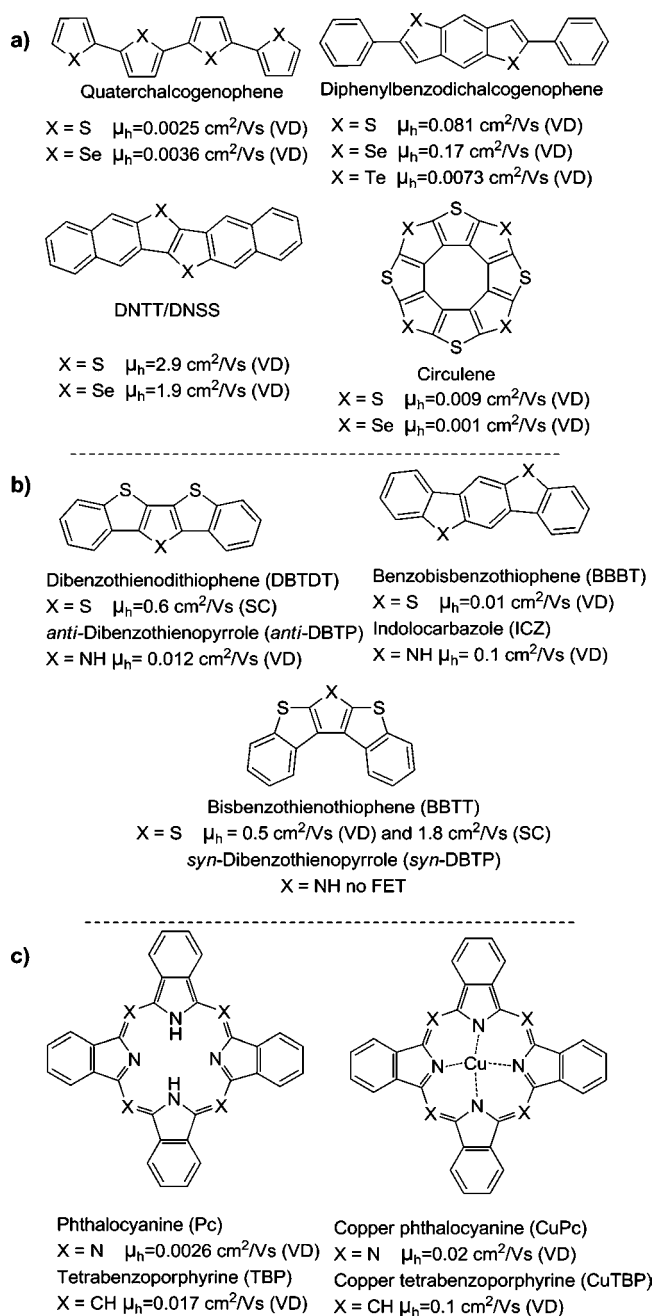 a)
X X X X
Quaterchalcogenophene
X = S μh=0.0025 cm²/Vs (VD)
X = Se μh=0.0036 cm²/Vs (VD)
X
X
Diphenylbenzodichalcogenophene
X = S μh=0.081 cm²/Vs (VD)
X = Se μh=0.17 cm²/Vs (VD)
X = Te μh=0.0073 cm²/Vs (VD)
X
X
DNTT/DNSS
X = S μh=2.9 cm²/Vs (VD)
X = Se μh=1.9 cm²/Vs (VD)
S
X X
S S
X X
S
Circulene
X = S μh=0.009 cm²/Vs (VD)
X = Se μh=0.001 cm²/Vs (VD)
b)
S S
X
Dibenzothienodithiophene (DBTDT)
X = S μh=0.6 cm²/Vs (SC)
anti-Dibenzothienopyrrole (anti-DBTP)
X = NH μh= 0.012 cm²/Vs (VD)
X
X
Benzobisbenzothiophene (BBBT)
X = S μh=0.01 cm²/Vs (VD)
Indolocarbazole (ICZ)
X = NH μh= 0.1 cm²/Vs (VD)
X
S S
Bisbenzothienothiophene (BBTT)
X = S μh = 0.5 cm²/Vs (VD) and 1.8 cm²/Vs (SC)
syn-Dibenzothienopyrrole (syn-DBTP)
X = NH no FET
c)
X X
N
H
N N
H
N
X X
Phthalocyanine (Pc)
X = N μh=0.0026 cm²/Vs (VD)
Tetrabenzoporphyrine (TBP)
X = CH μh=0.017 cm²/Vs (VD)
X X
N
N Cu N
N
X X
Copper phthalocyanine (CuPc)
X = N μh=0.02 cm²/Vs (VD)
Copper tetrabenzoporphyrine (CuTBP)
X = CH μh=0.1 cm²/Vs (VD)